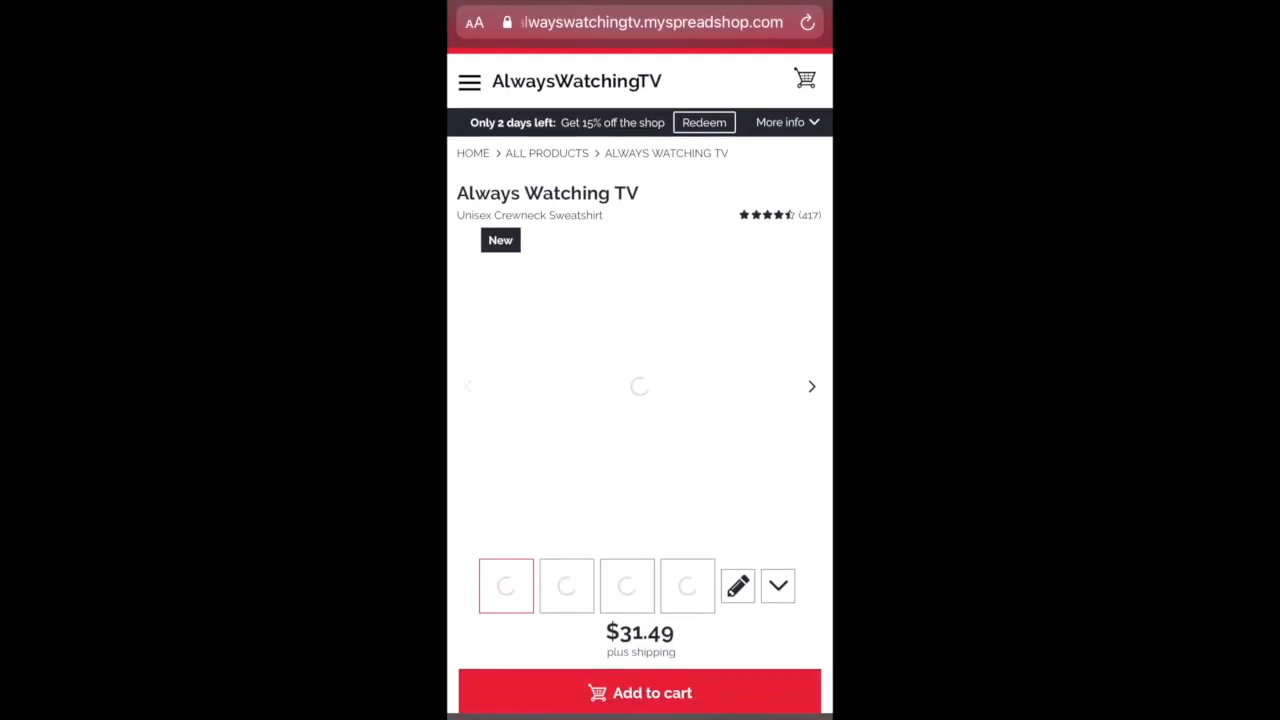 AA lwayswatchingtv.myspreadshop.com
AlwaysWatchingTV
Only 2 days left: Get 15% off the shop Redeem More info
HOME > ALL PRODUCTS > ALWAYS WATCHING TV
Always Watching TV
Unisex Crewneck Sweatshirt (417)
New
$31.49
plus shipping
Add to cart